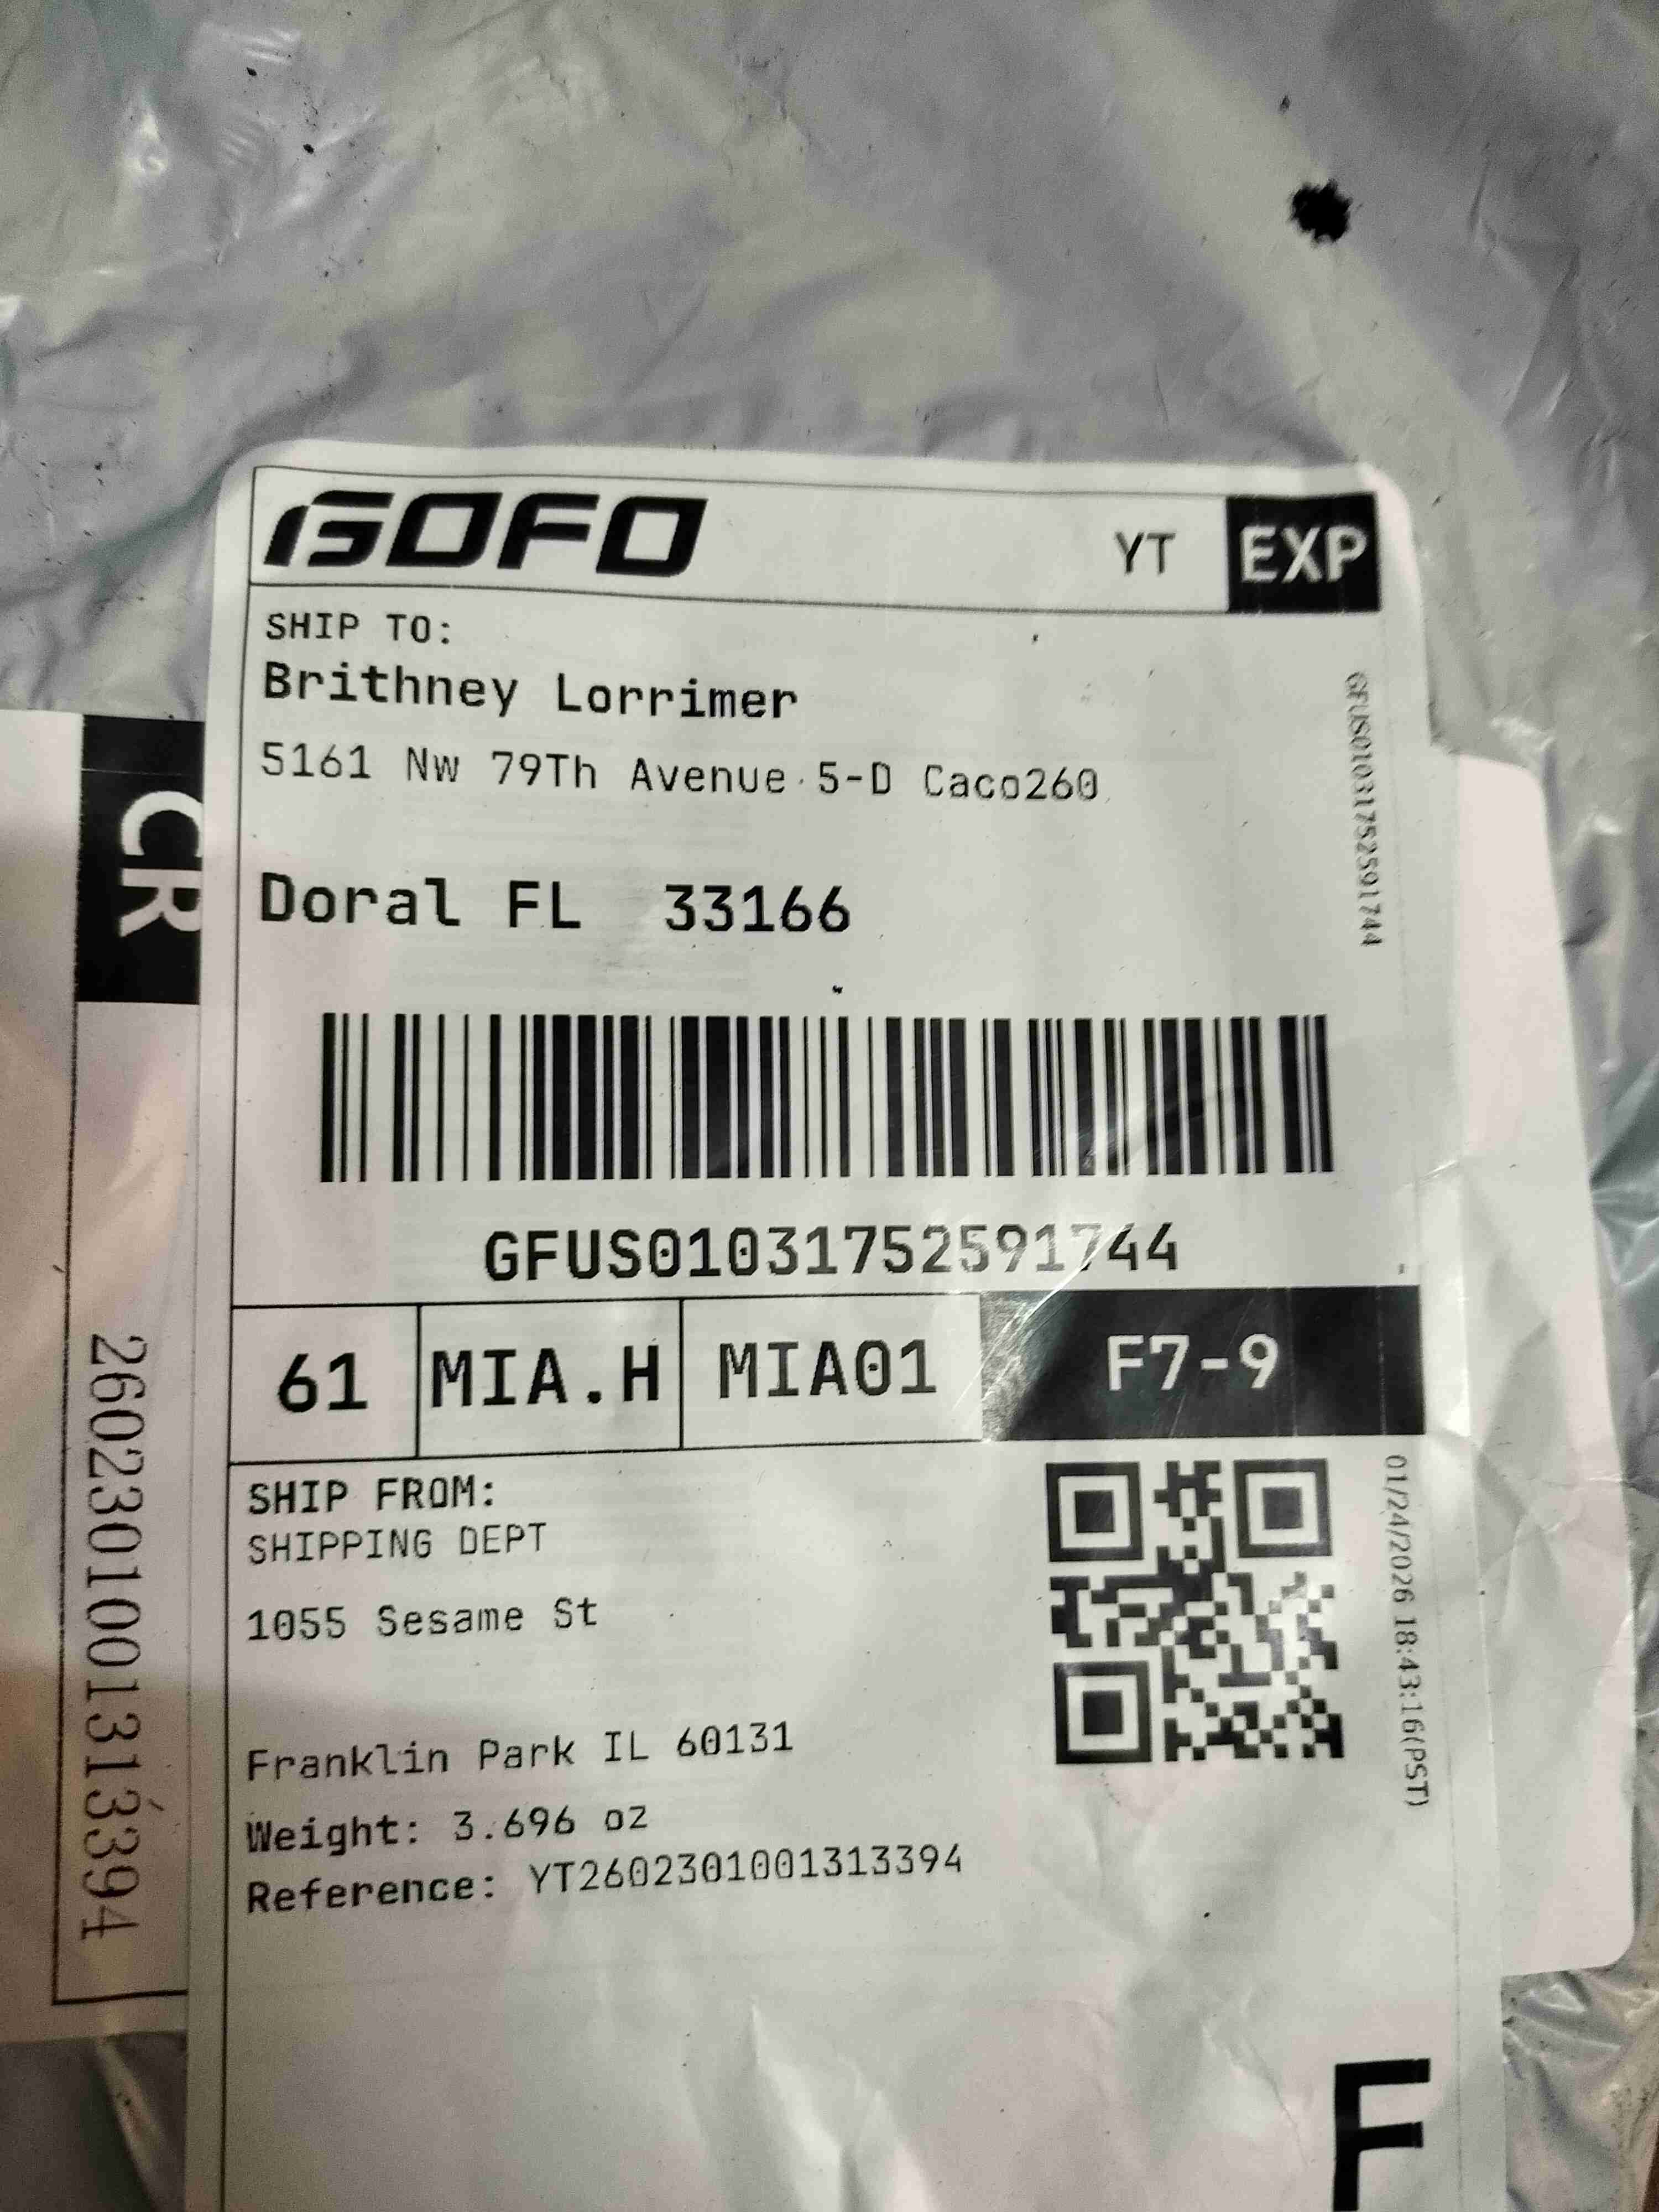 GOFO YT EXP
SHIP TO:
Brithney Lorrimer
5161 Nw 79Th Avenue 5-D Caco260
Doral FL 33166
GFUS01031752591744
GFUS01031752591744
61 MIA.H MIA01 F7-9
SHIP FROM:
SHIPPING DEPT
1055 Sesame St
Franklin Park IL 60131
Weight: 3.696 oz
Reference: YT2602301001313394
01/24/2026 18:43:16(PST)
F
CR
2602301001313394